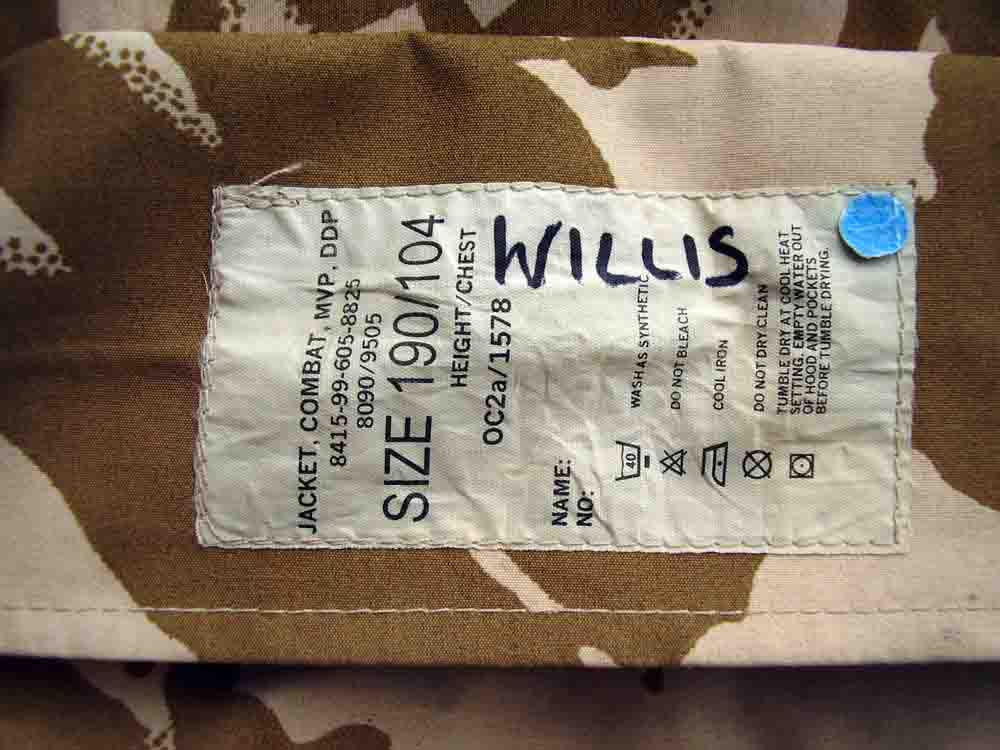 JACKET, COMBAT, MVP, DDP
8415-99-605-8825
8090/9505
SIZE 190/104
HEIGHT/CHEST
OC2a/1578
WILLIS
NAME:
NO:
40 WASH AS SYNTHETIC
DO NOT BLEACH
COOL IRON
DO NOT DRY CLEAN
TUMBLE DRY AT COOL HEAT
SETTING. EMPTY WATER OUT
OF HOOD AND POCKETS
BEFORE TUMBLE DRYING.